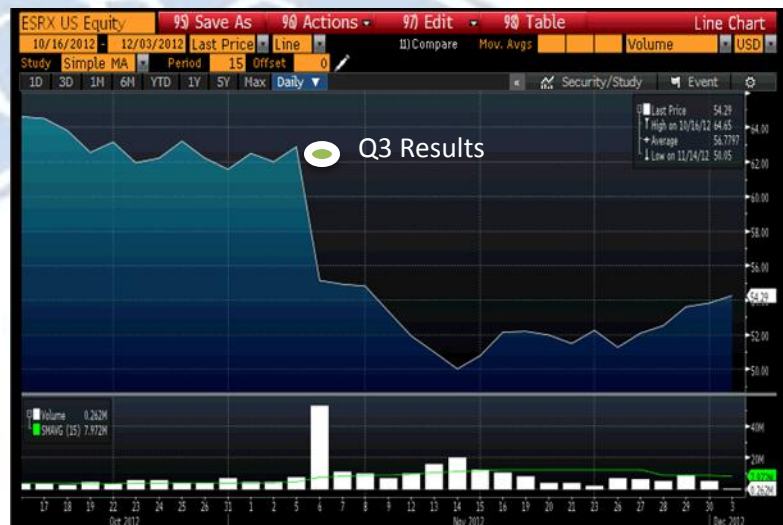 ESRX US Equity 95) Save As 96) Actions 97) Edit 98) Table Line Chart
10/16/2012 - 12/03/2012 Last Price Line 11) Compare Mov. Avgs Volume USD
Study Simple MA Period 15 Offset 0
1D 3D 1M 6M YTD 1Y 5Y Max Daily ▼ « Security/Study Event
Last Price 54.29
High on 10/16/12 64.65
Average 56.7797
Low on 11/14/12 50.05
Q3 Results
64.00
62.00
60.00
58.00
56.00
54.29
52.00
50.00
Volume 0.262M
SMAVG (15) 7.972M
40M
20M
7.972M
0.262M
17 18 19 22 23 24 25 26 31 1 2 5 6 7 8 9 12 13 14 15 16 19 20 21 23 26 27 28 29 30 3
Oct 2012 Nov 2012 Dec 2012